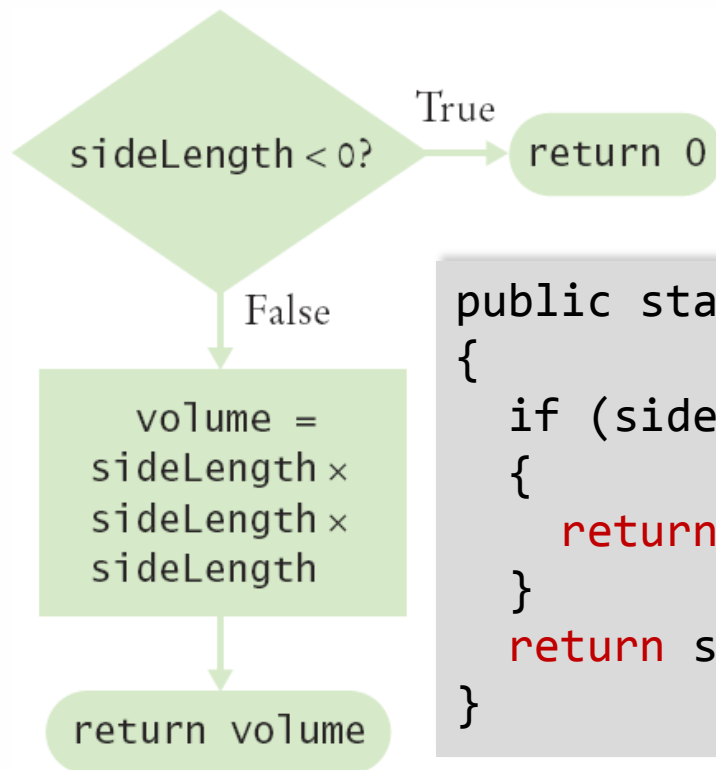 sideLength < 0?
True
return 0
False
volume =
sideLength ×
sideLength ×
sideLength
return volume
public sta
{
if (side
{
return
}
return s
}